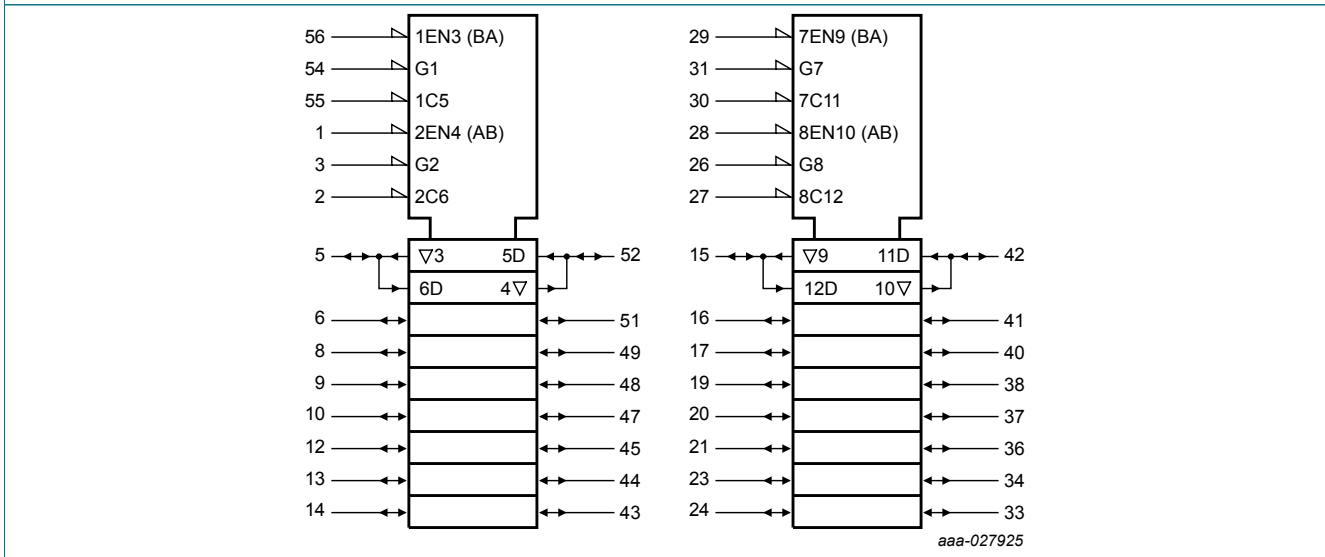 56 1EN3 (BA) 29 7EN9 (BA)
54 G1 31 G7
55 1C5 30 7C11
1 2EN4 (AB) 28 8EN10 (AB)
3 G2 26 G8
2 2C6 27 8C12
5 ▽3 5D 52 15 ▽9 11D 42
6D 4▽ 12D 10▽
6 51 16 41
8 49 17 40
9 48 19 38
10 47 20 37
12 45 21 36
13 44 23 34
14 43 24 33
aaa-027925